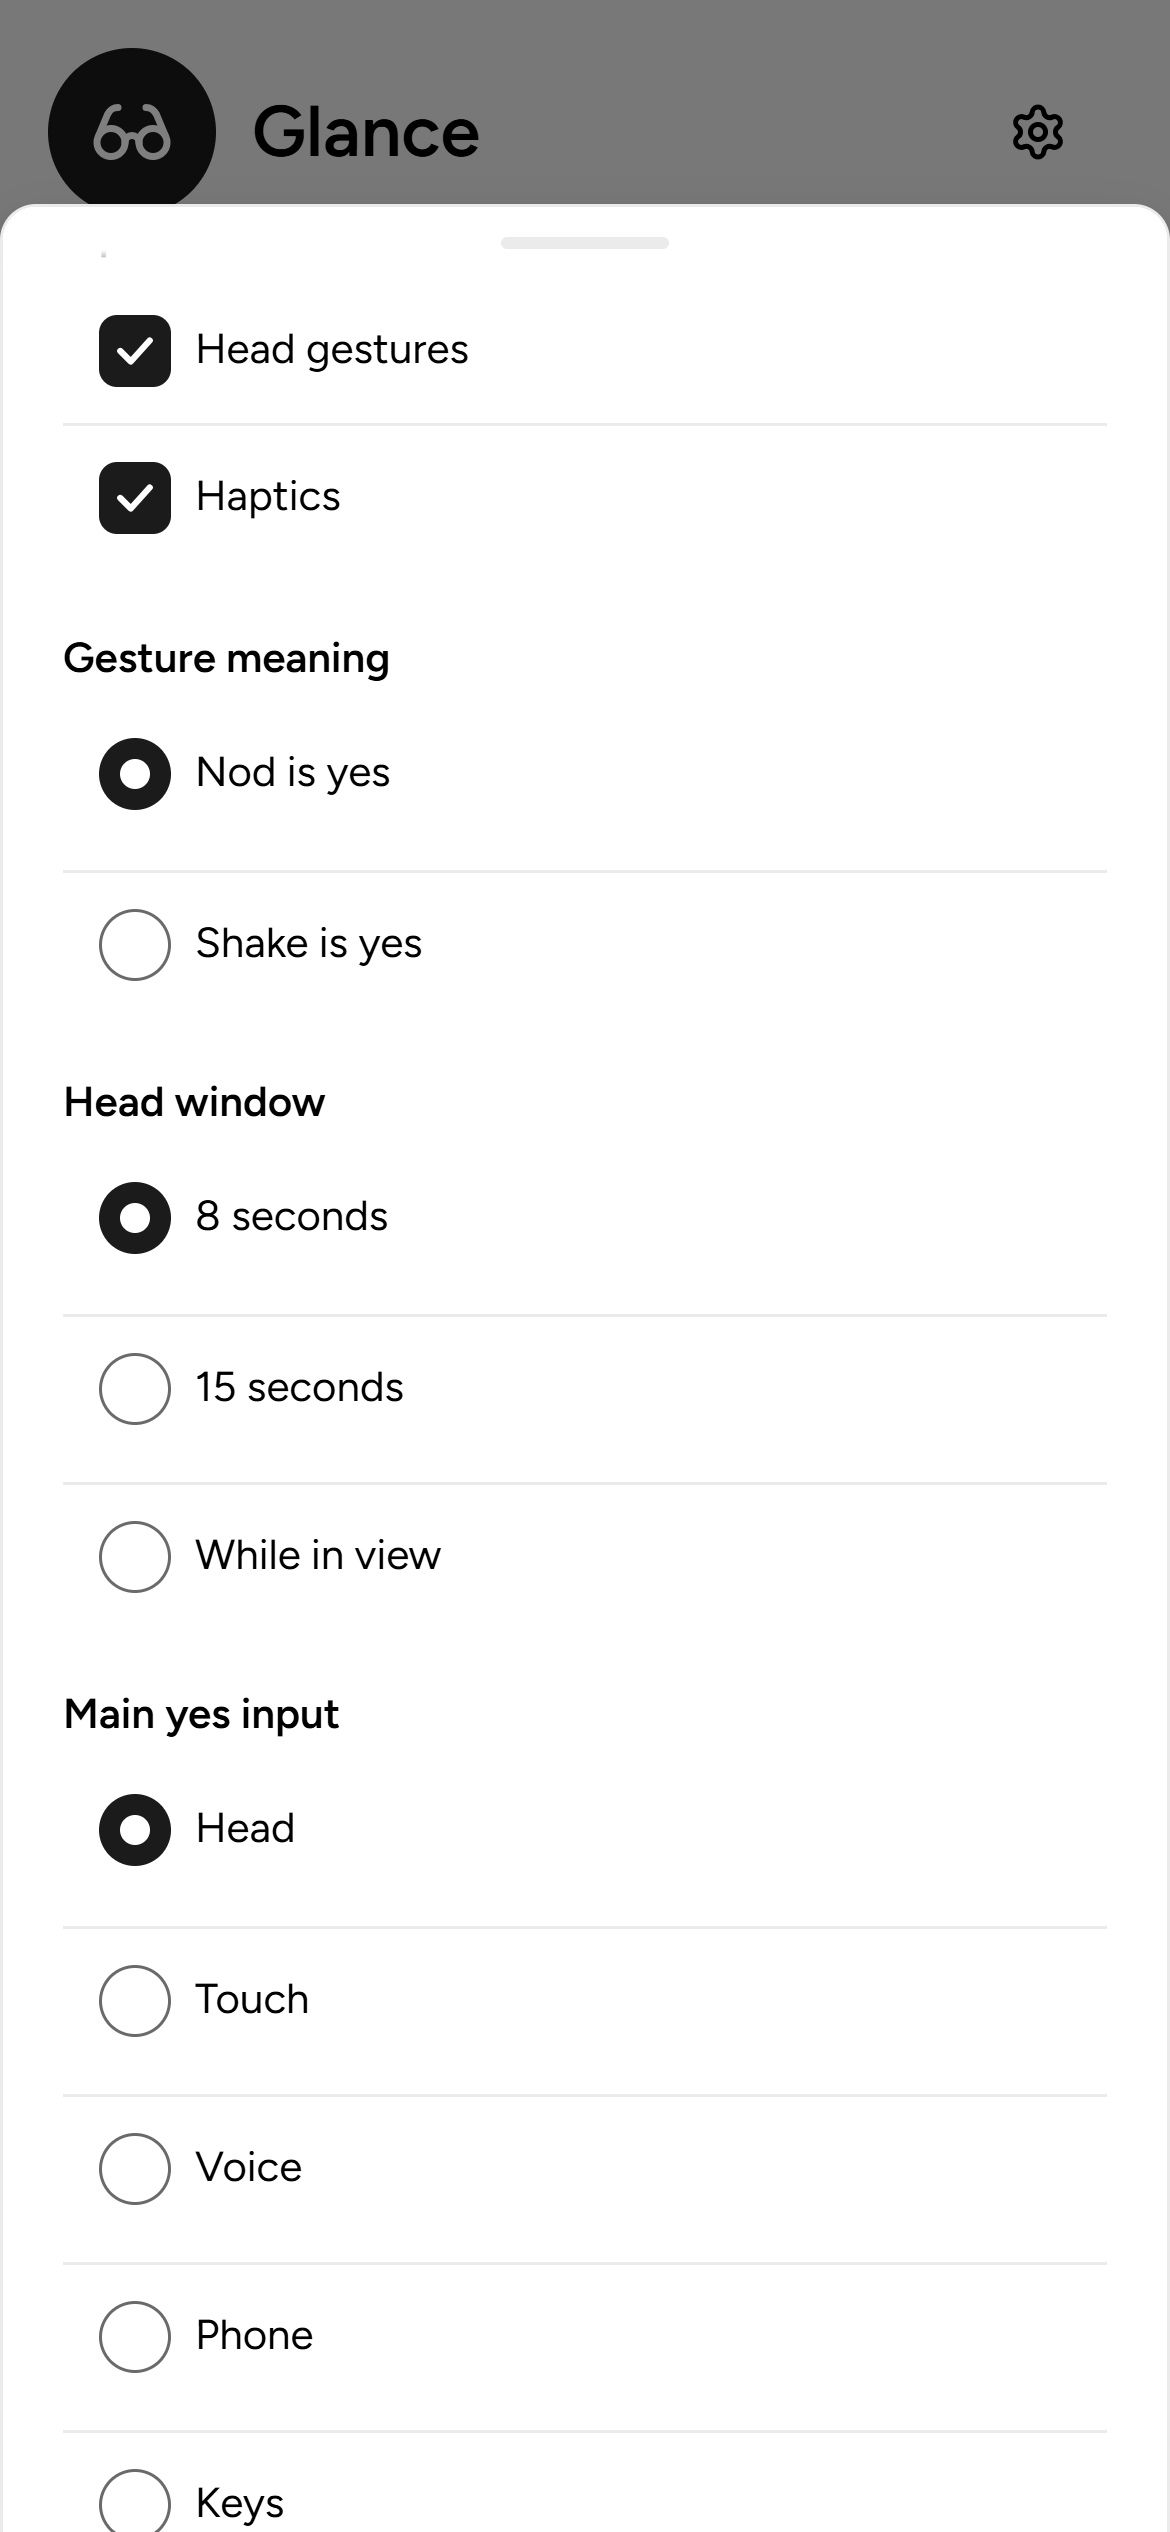 Glance
Head gestures
Haptics
Gesture meaning
Nod is yes
Shake is yes
Head window
8 seconds
15 seconds
While in view
Main yes input
Head
Touch
Voice
Phone
Keys